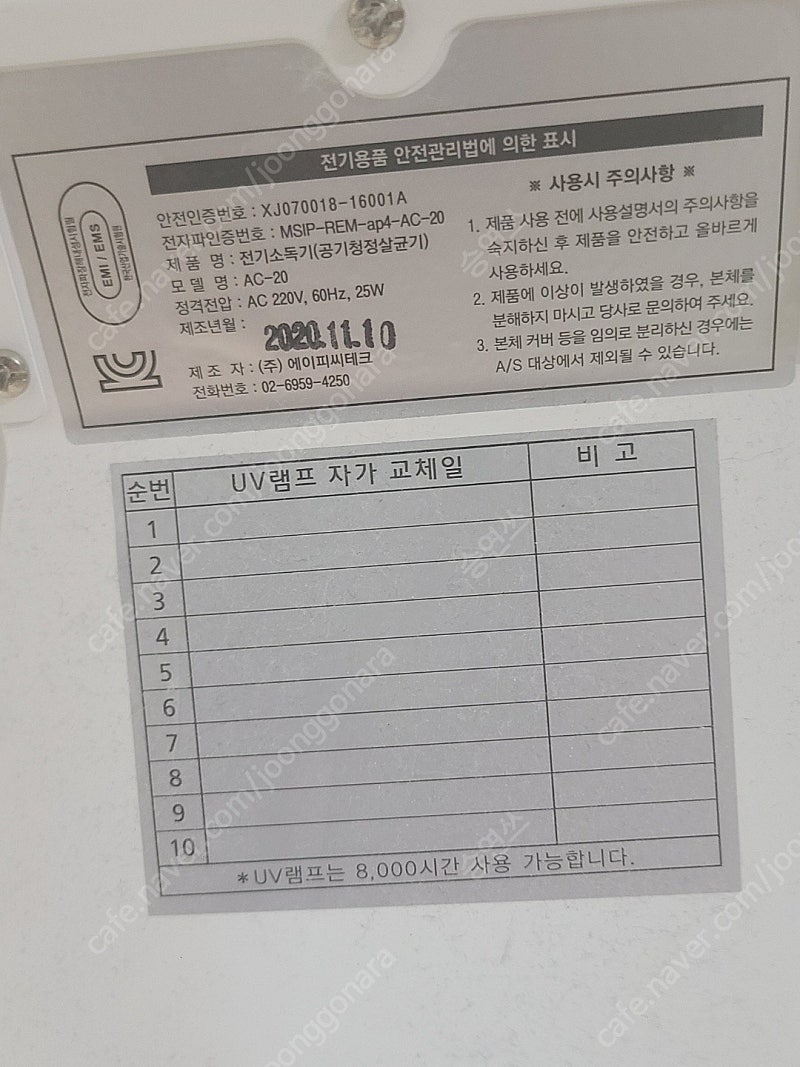 전기용품 안전관리법에 의한 표시
EMI / EMS
안전인증번호 : XJ070018-16001A
전자파인증번호 : MSIP-REM-ap4-AC-20
제 품 명 : 전기소독기(공기청정살균기)
모 델 명 : AC-20
정격전압 : AC 220V, 60Hz, 25W
제조년월 : 2020.11.10
제 조 자 : (주) 에이피씨테크
전화번호 : 02-6959-4250
※ 사용시 주의사항 ※
1. 제품 사용 전에 사용설명서의 주의사항을
숙지하신 후 제품을 안전하고 올바르게
사용하세요.
2. 제품에 이상이 발생하였을 경우, 본체를
분해하지 마시고 당사로 문의하여 주세요.
3. 본체 커버 등을 임의로 분리하신 경우에는
A/S 대상에서 제외될 수 있습니다.
순번 UV램프 자가 교체일 비 고
1
2
3
4
5
6
7
8
9
10
*UV램프는 8,000시간 사용 가능합니다.
cafe.naver.com/joonggonara